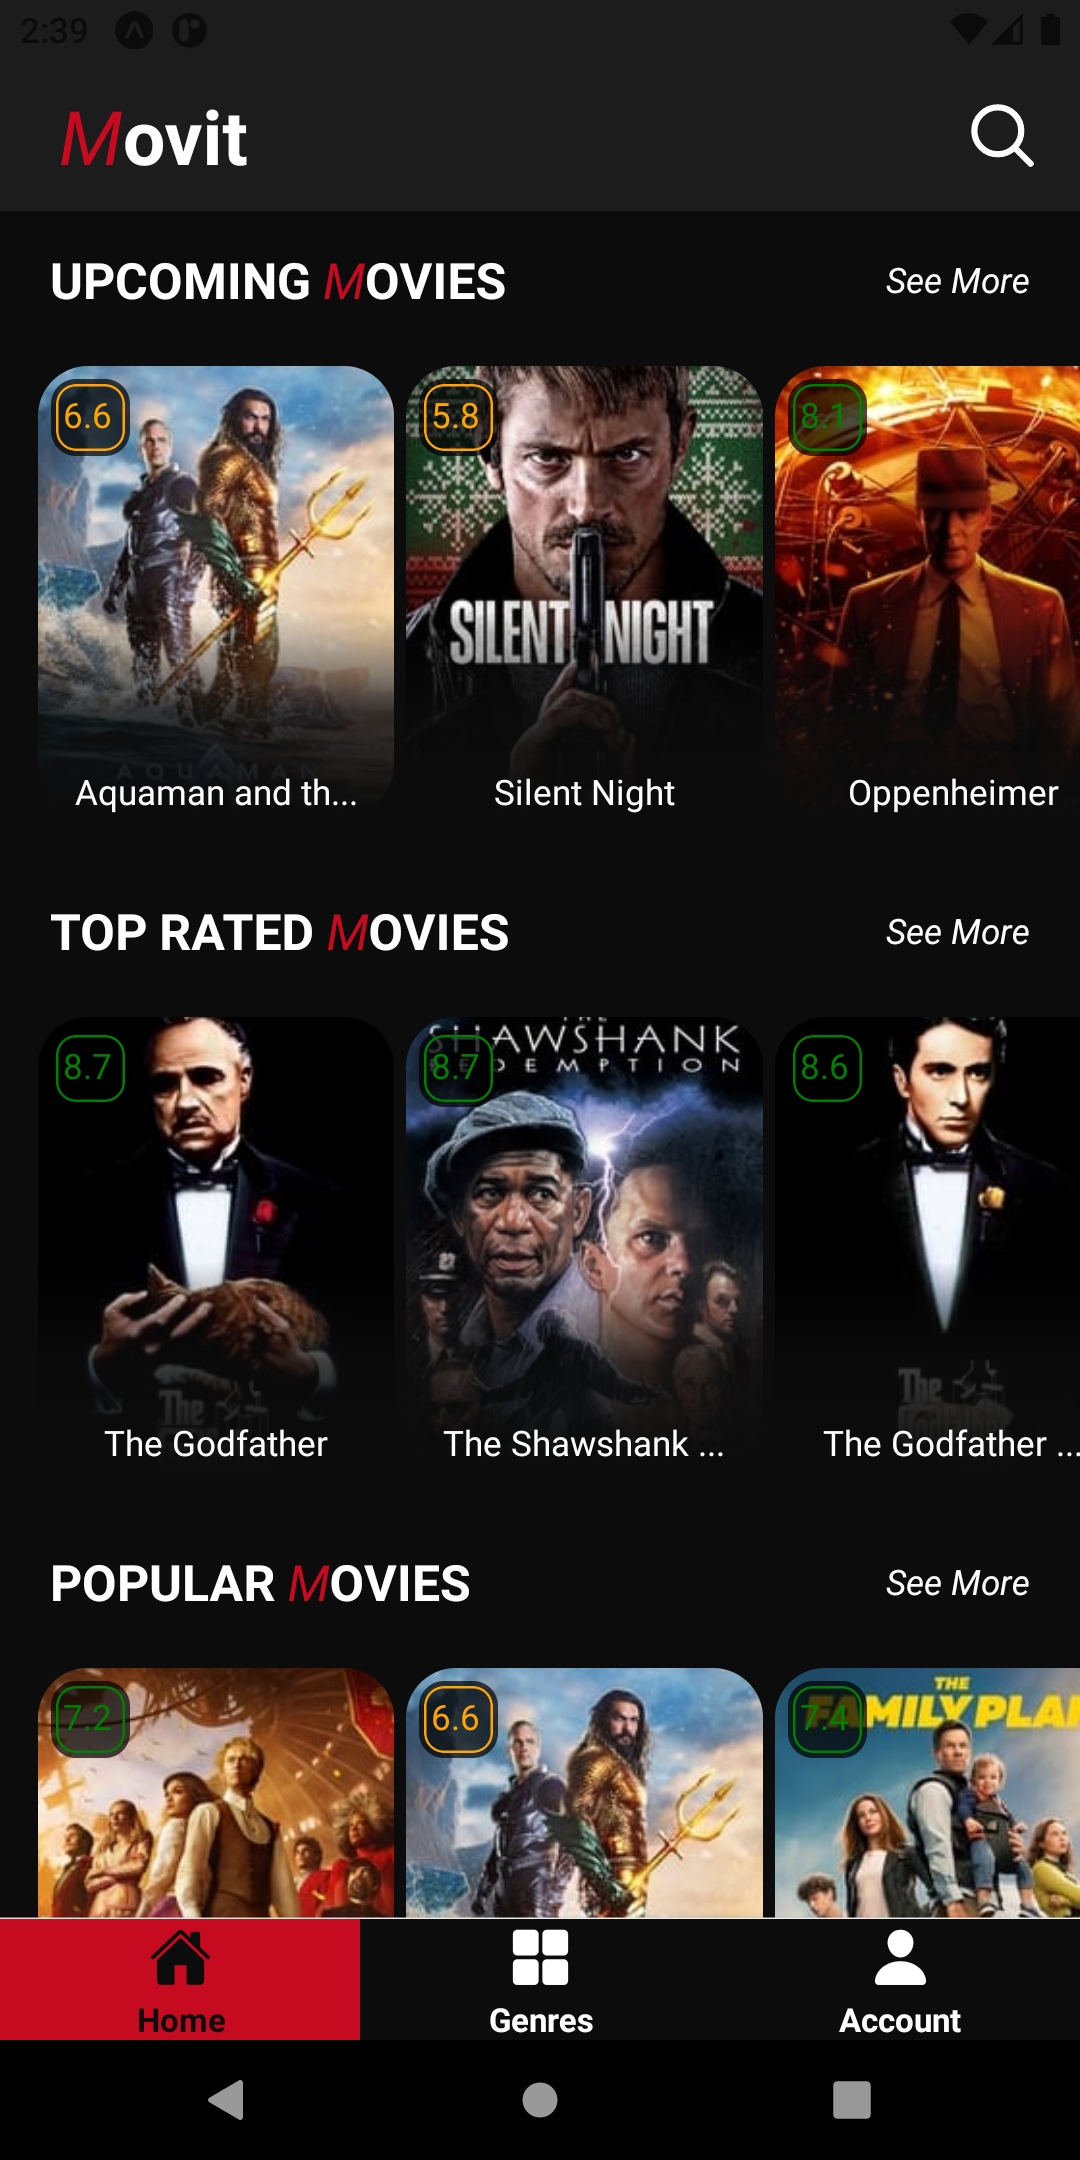 2:39
Movit
UPCOMING MOVIES See More
6.6 5.8 8.1
SILENT NIGHT
AQUAMAN
Aquaman and th... Silent Night Oppenheimer
TOP RATED MOVIES See More
THE
SHAWSHANK
8.7 8.7 8.6
DEMPTION
The The
The Godfather The Shawshank ... The Godfather ...
POPULAR MOVIES See More
THE
7.2 6.6 7.4
FAMILY PLAN
Home Genres Account